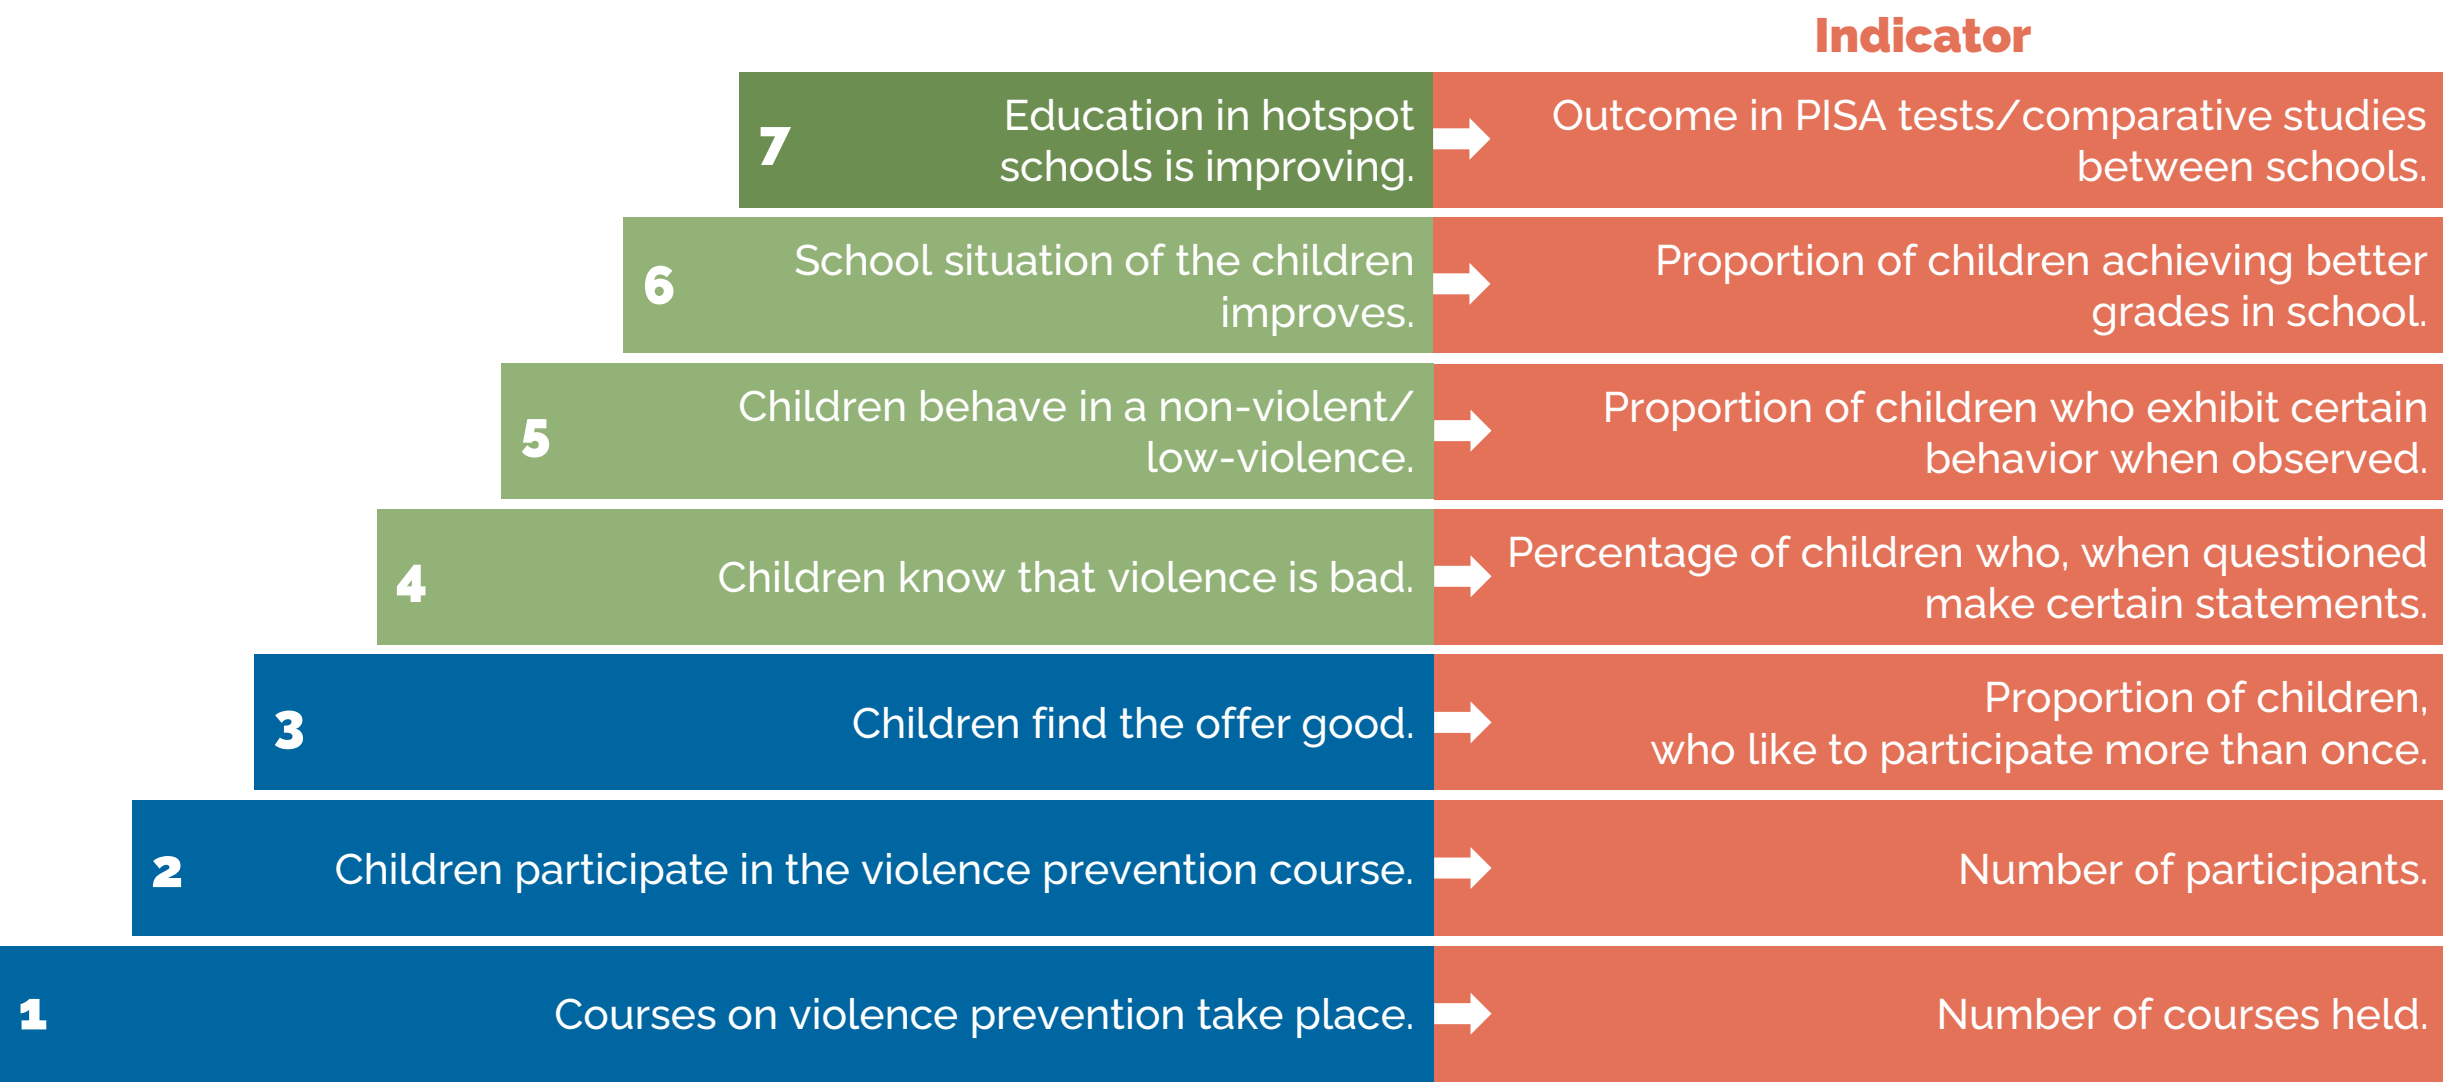 Indicator
7
Education in hotspot
schools is improving.
Outcome in PISA tests/comparative studies
between schools.
6
School situation of the children
improves.
Proportion of children achieving better
grades in school.
5
Children behave in a non-violent/
low-violence.
Proportion of children who exhibit certain
behavior when observed.
4
Children know that violence is bad.
Percentage of children who, when questioned
make certain statements.
3
Children find the offer good.
Proportion of children,
who like to participate more than once.
2
Children participate in the violence prevention course.
Number of participants.
1
Courses on violence prevention take place.
Number of courses held.